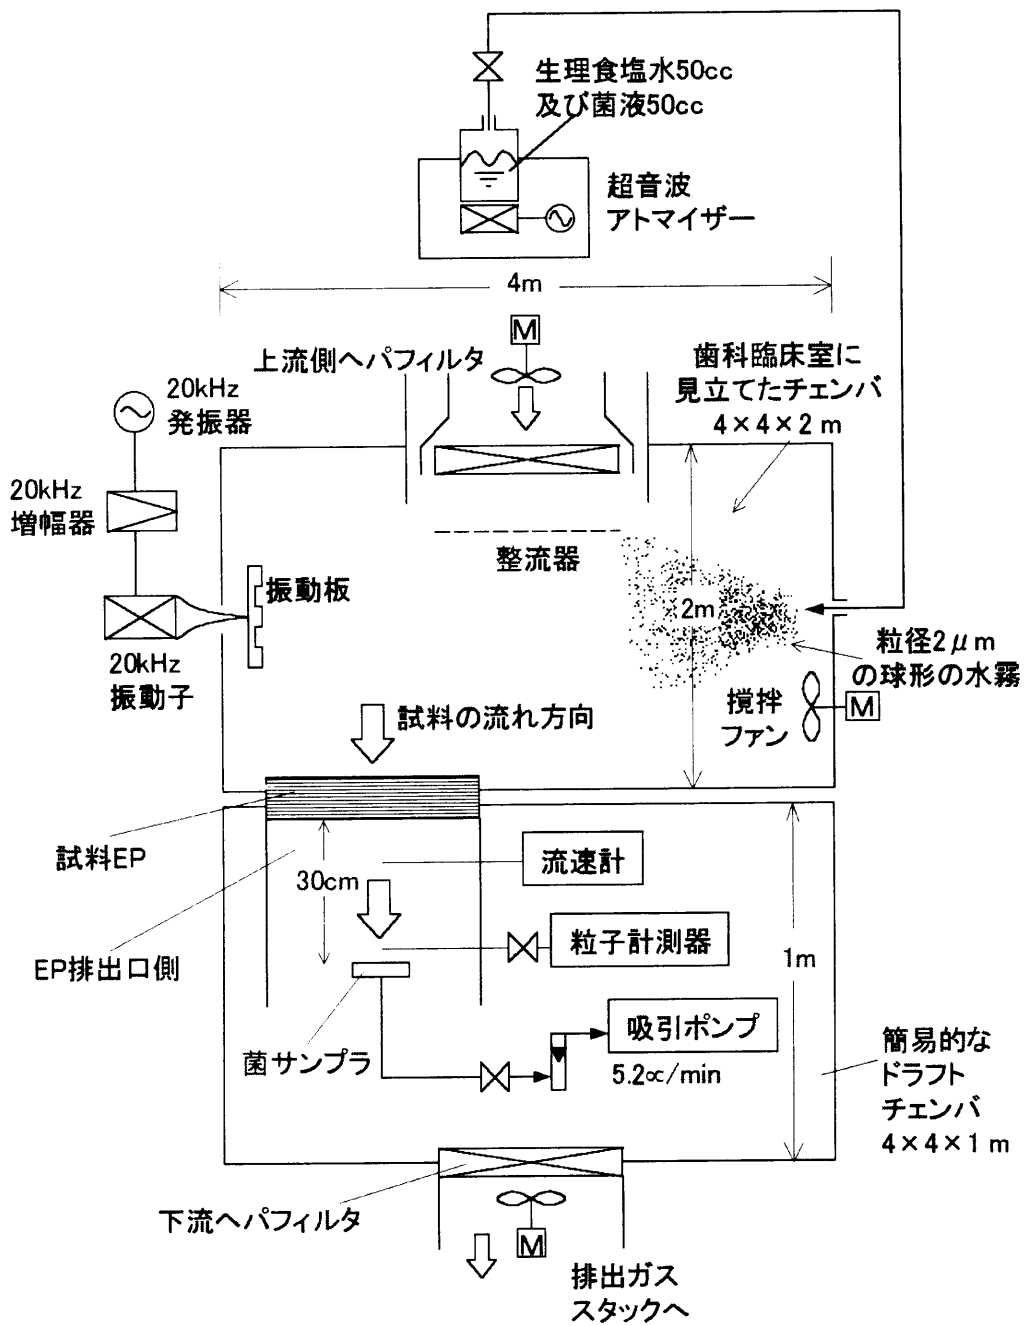 生理食塩水50cc
及び菌液50cc
超音波
アトマイザー
4m
M
上流側ヘパフィルタ
歯科臨床室に
見立てたチェンバ
4×4×2 m
20kHz
発振器
20kHz
増幅器
整流器
振動板
2m
粒径2μm
の球形の水霧
20kHz
振動子
撹拌
ファン
M
試料の流れ方向
試料EP
流速計
30cm
粒子計測器
EP排出口側
1m
吸引ポンプ
5.2∝/min
菌サンプラ
簡易的な
ドラフト
チェンバ
4×4×1 m
下流ヘパフィルタ
M
排出ガス
スタックへ